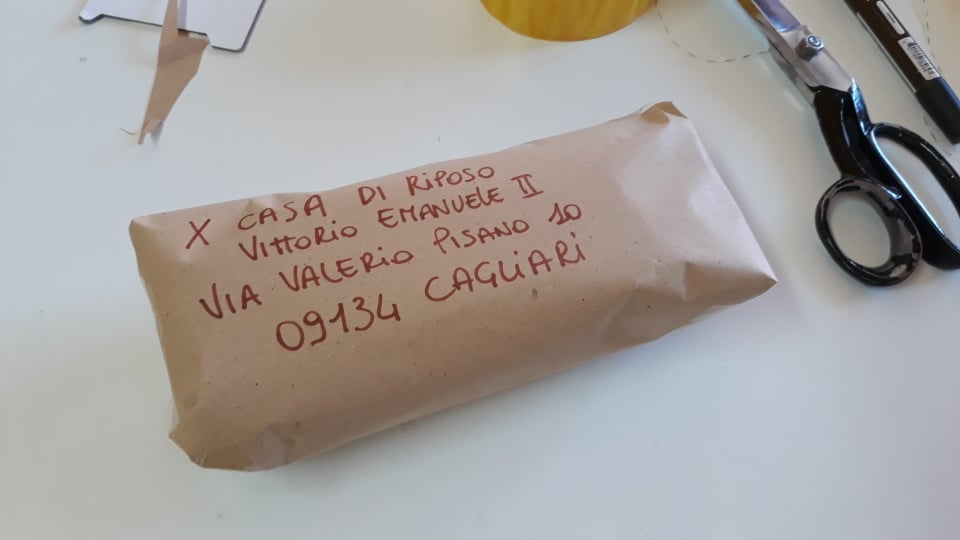 X CASA DI RIPOSO
VITTORIO EMANUELE II
VIA VALERIO PISANO 10
09134 CAGLIARI